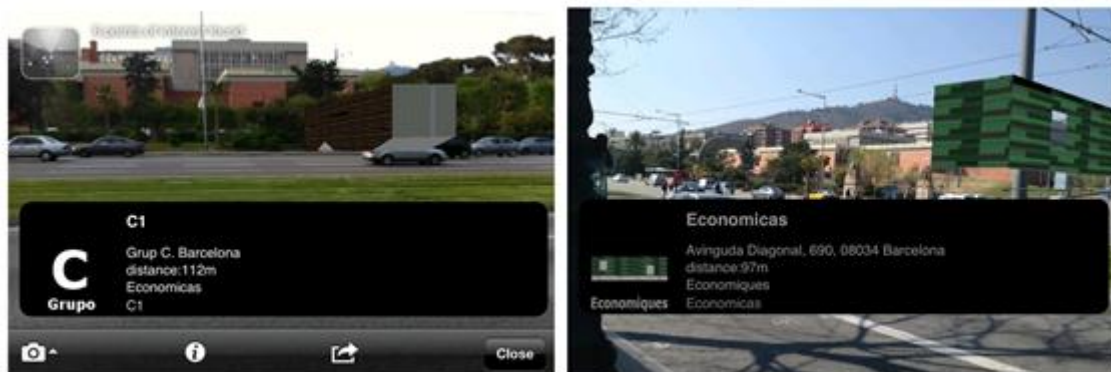 C1
Grup C. Barcelona
distance:112m
Economicas
C1
C
Grupo
Close
Economicas
Avinguda Diagonal, 690, 08034 Barcelona
distance:97m
Economiques
Economicas
Economiques